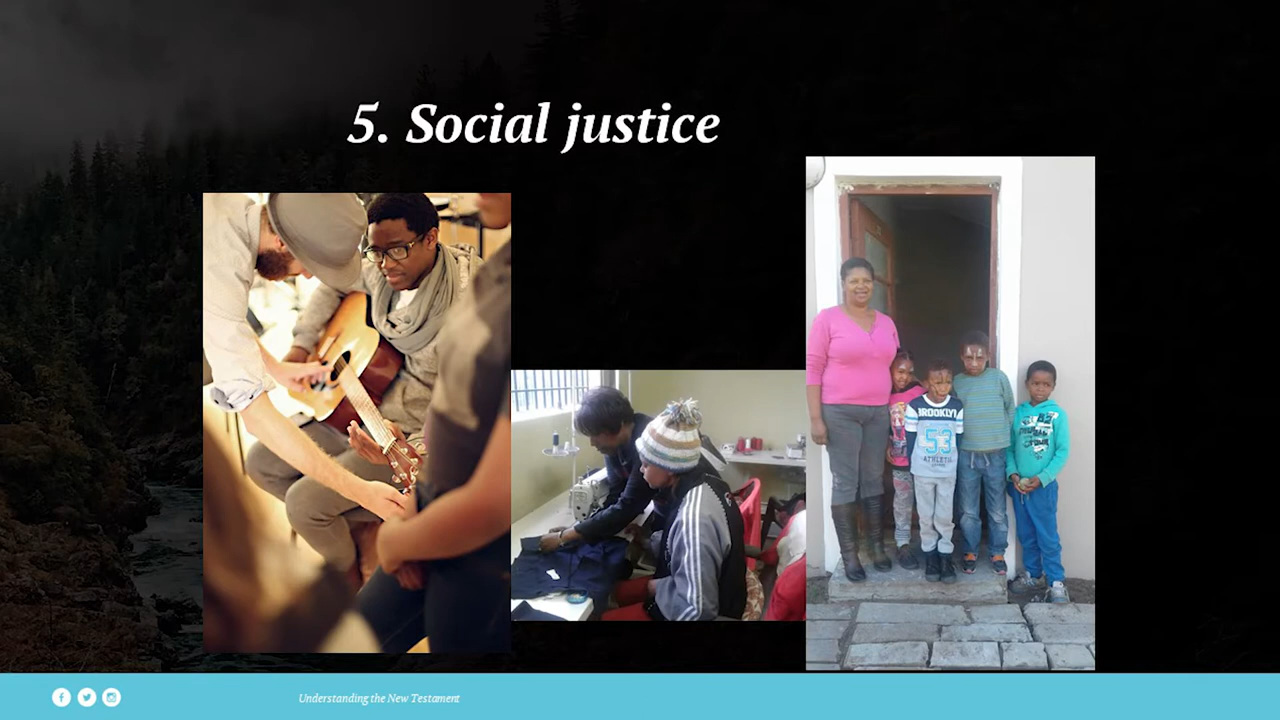 5. Social justice
BROOKLYN
53
ATHLETIC
Understanding the New Testament